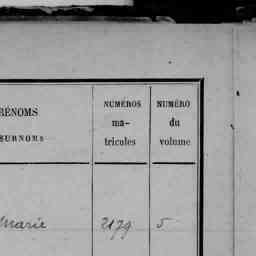 RÉNOMS
SURNOMS
NUMÉROS
ma-
tricules
NUMÉRO
du
volume
Marie 2179 5